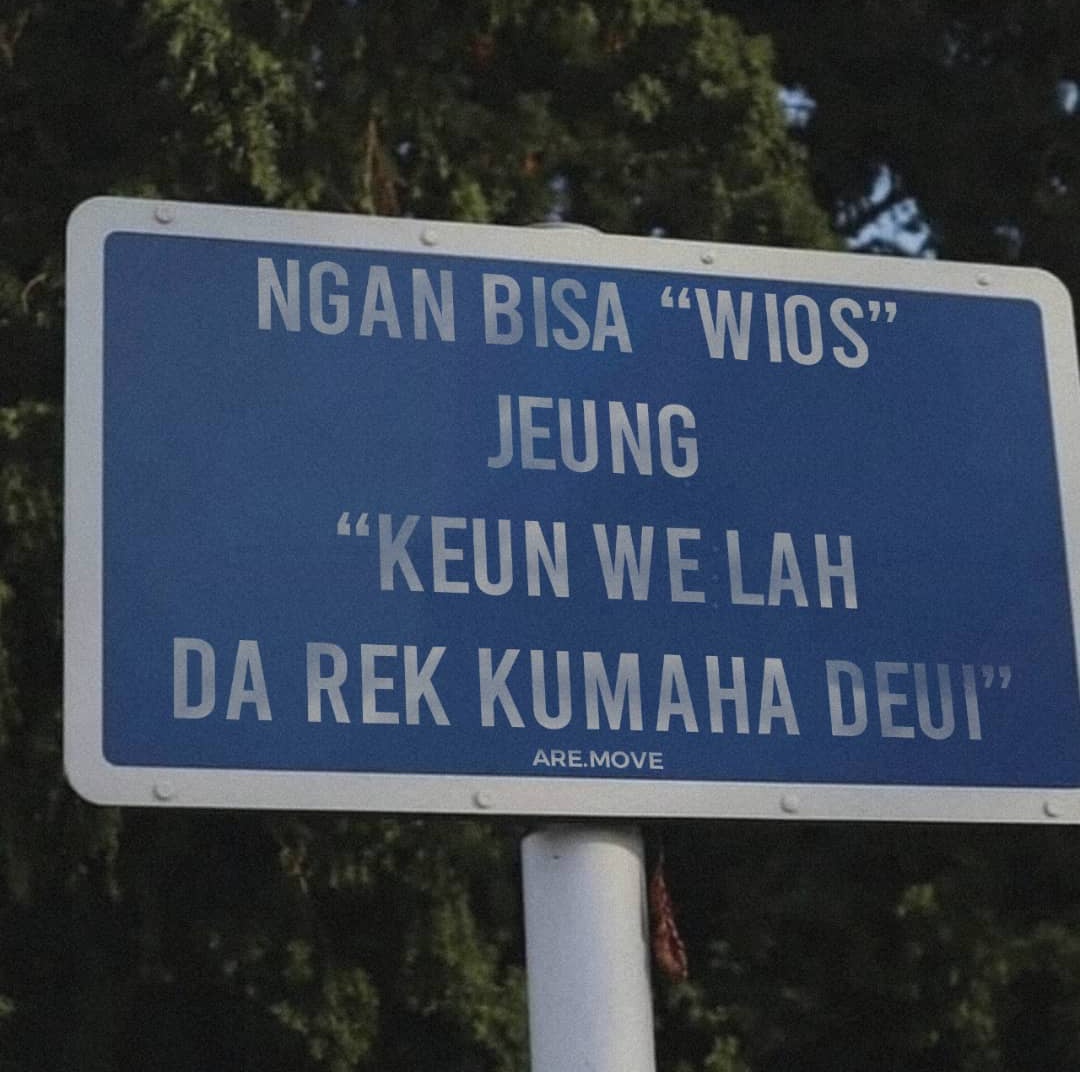 NGAN BISA “WIOS”
JEUNG
“KEUN WE LAH
DA REK KUMAHA DEUI”
ARE.MOVE